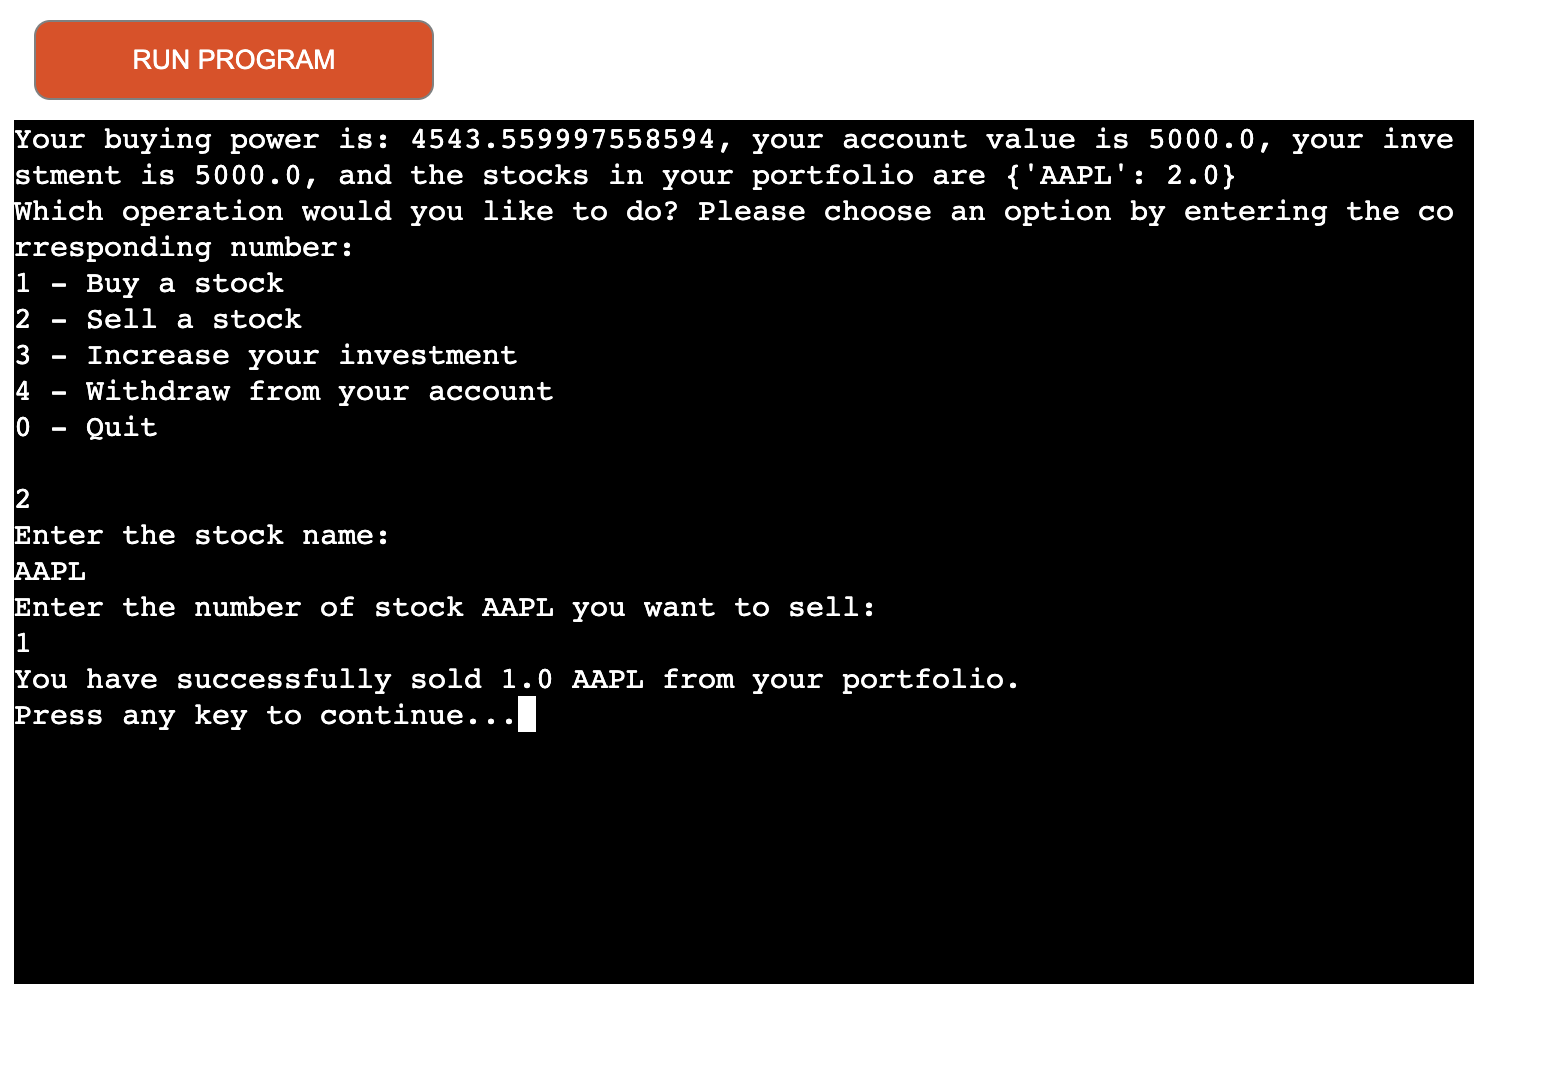 RUN PROGRAM
Your buying power is: 4543.559997558594, your account value is 5000.0, your inve
stment is 5000.0, and the stocks in your portfolio are {'AAPL': 2.0}
Which operation would you like to do? Please choose an option by entering the co
rresponding number:
1 - Buy a stock
2 - Sell a stock
3 - Increase your investment
4 - Withdraw from your account
0 - Quit
2
Enter the stock name:
AAPL
Enter the number of stock AAPL you want to sell:
1
You have successfully sold 1.0 AAPL from your portfolio.
Press any key to continue...